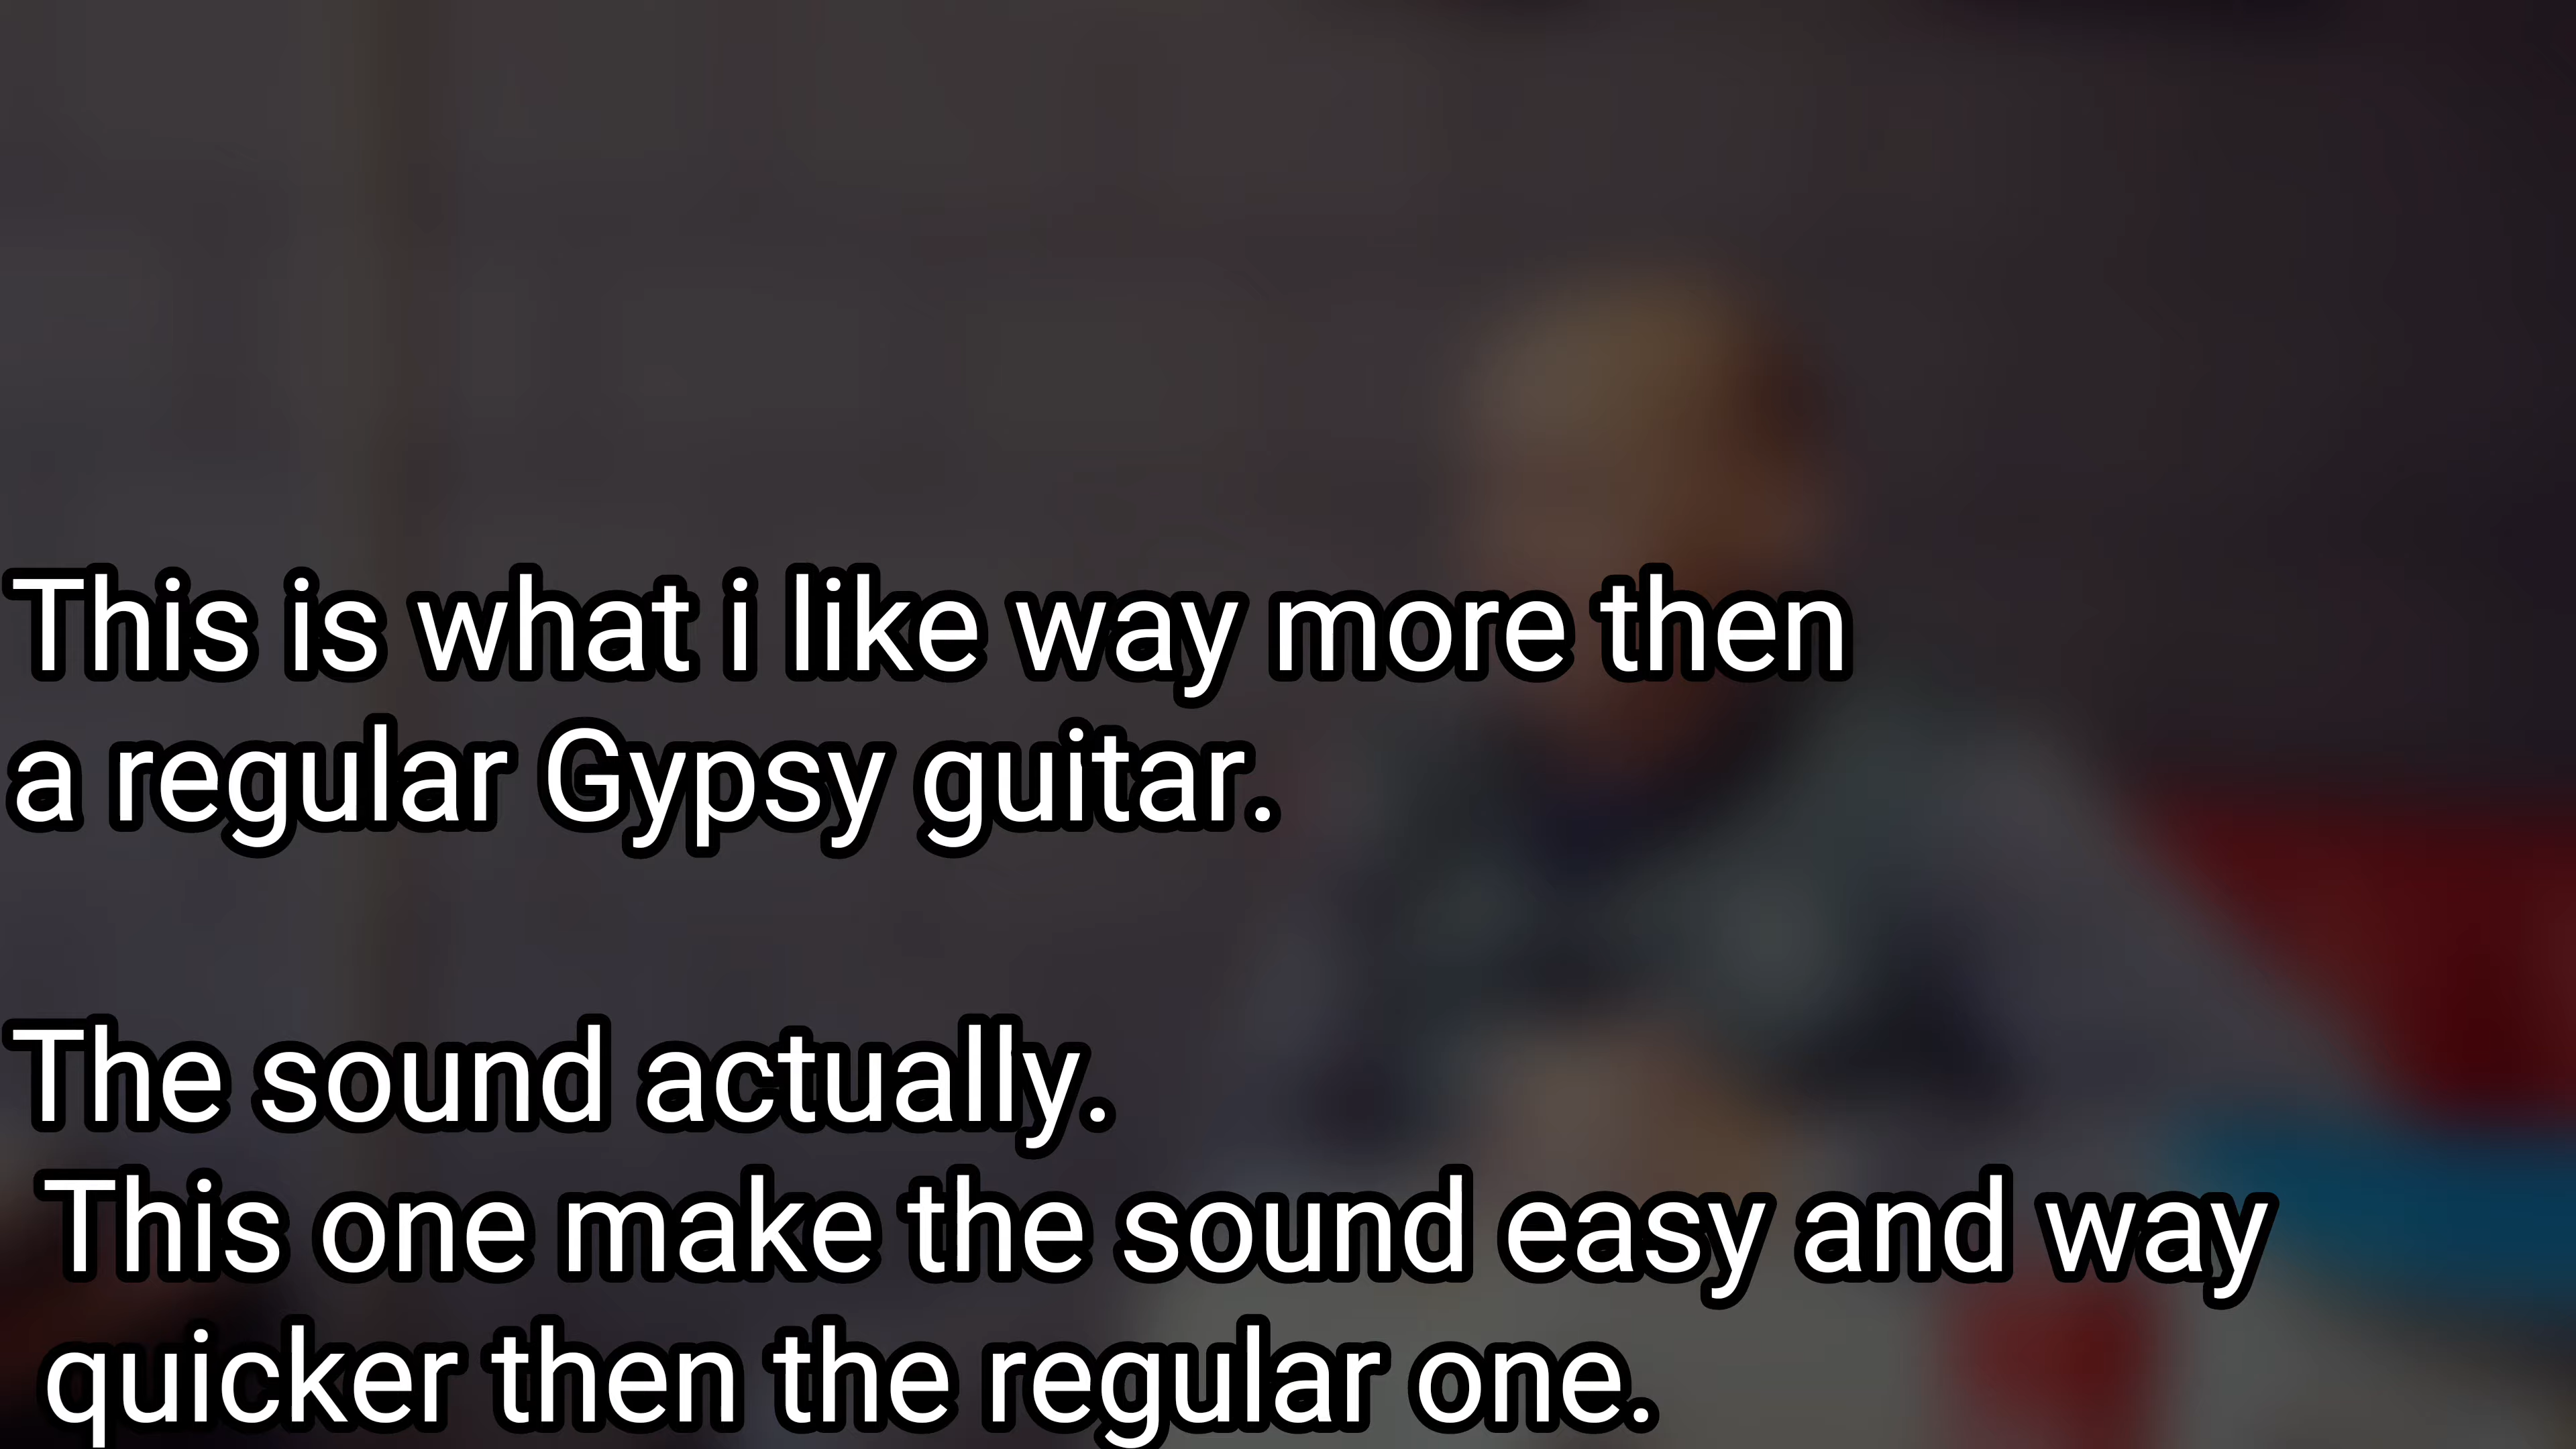 This is what i like way more then
a regular Gypsy guitar.
The sound actually.
This one make the sound easy and way
quicker then the regular one.